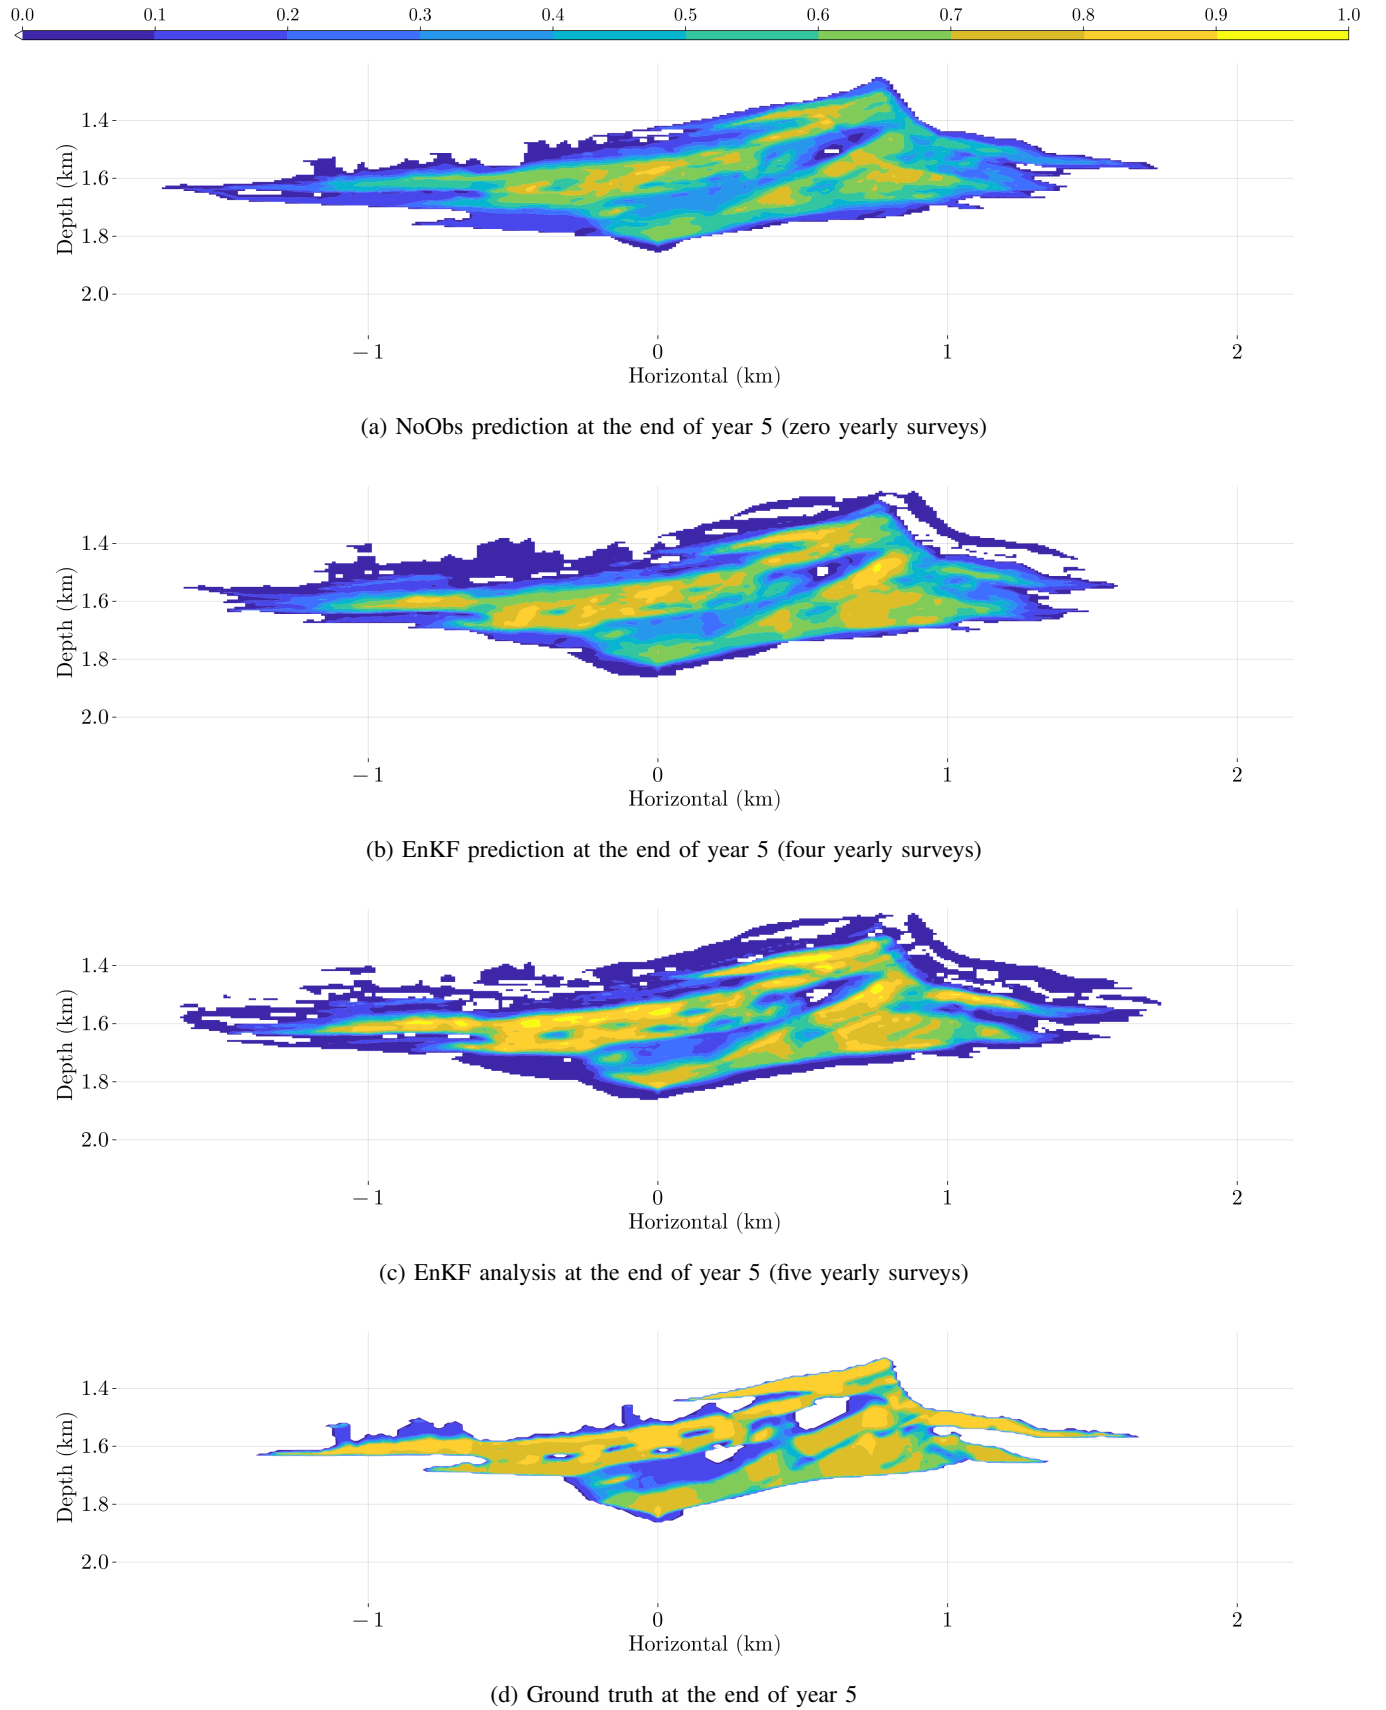 0.0 0.1 0.2 0.3 0.4 0.5 0.6 0.7 0.8 0.9 1.0
1.4
1.6
1.8
2.0
Depth (km)
−1 0 1 2
Horizontal (km)
(a) NoObs prediction at the end of year 5 (zero yearly surveys)
1.4
1.6
1.8
2.0
Depth (km)
−1 0 1 2
Horizontal (km)
(b) EnKF prediction at the end of year 5 (four yearly surveys)
1.4
1.6
1.8
2.0
Depth (km)
−1 0 1 2
Horizontal (km)
(c) EnKF analysis at the end of year 5 (five yearly surveys)
1.4
1.6
1.8
2.0
Depth (km)
−1 0 1 2
Horizontal (km)
(d) Ground truth at the end of year 5